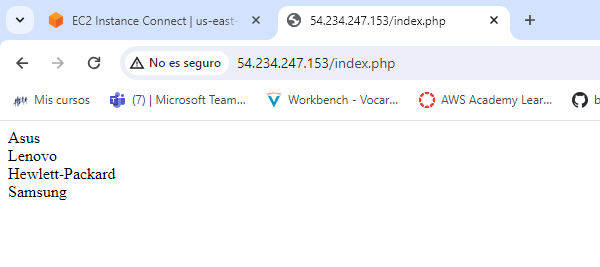 EC2 Instance Connect | us-east-
54.234.247.153/index.php
No es seguro
54.234.247.153/index.php
Mis cursos
(7) | Microsoft Team...
Workbench - Vocar...
AWS Academy Lear...
b
Asus
Lenovo
Hewlett-Packard
Samsung